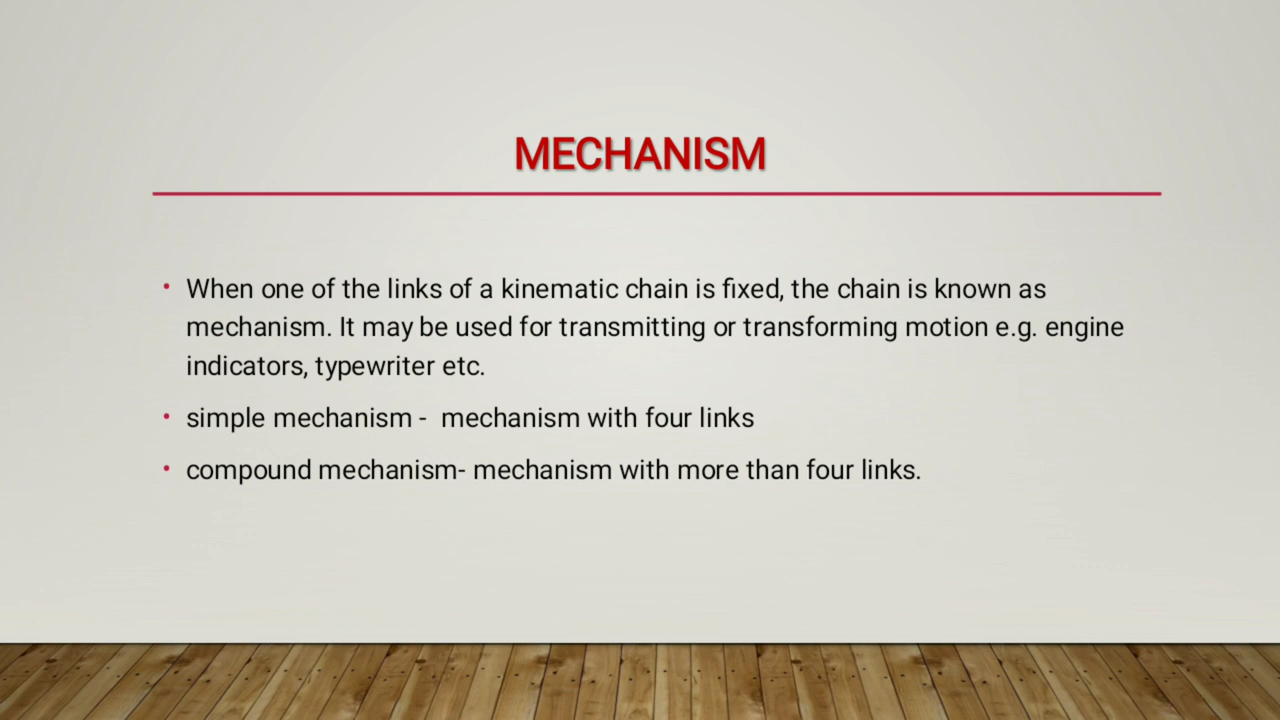 MECHANISM
• When one of the links of a kinematic chain is fixed, the chain is known as
mechanism. It may be used for transmitting or transforming motion e.g. engine
indicators, typewriter etc.
• simple mechanism -  mechanism with four links
• compound mechanism- mechanism with more than four links.